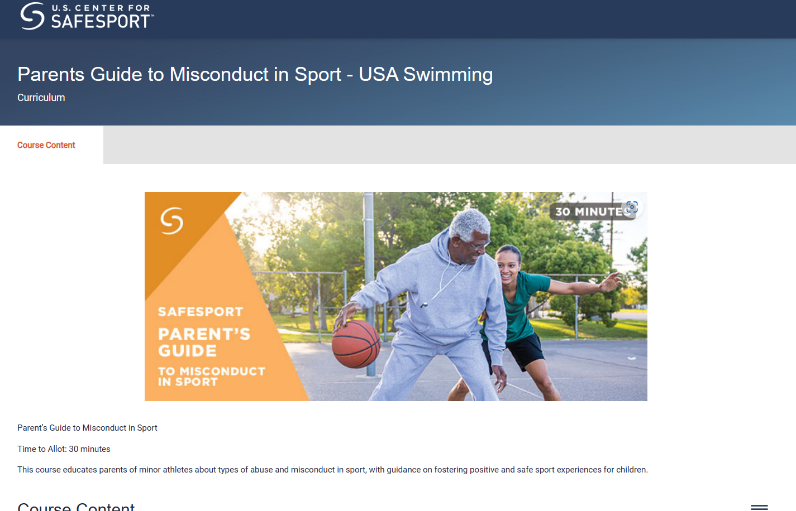 U.S. CENTER FOR
SAFESPORT™
Parents Guide to Misconduct in Sport - USA Swimming
Curriculum
Course Content
30 MINUTES
SAFESPORT
PARENT'S
GUIDE
TO MISCONDUCT
IN SPORT
Parent's Guide to Misconduct in Sport
Time to Allot: 30 minutes
This course educates parents of minor athletes about types of abuse and misconduct in sport, with guidance on fostering positive and safe sport experiences for children.
Course Content